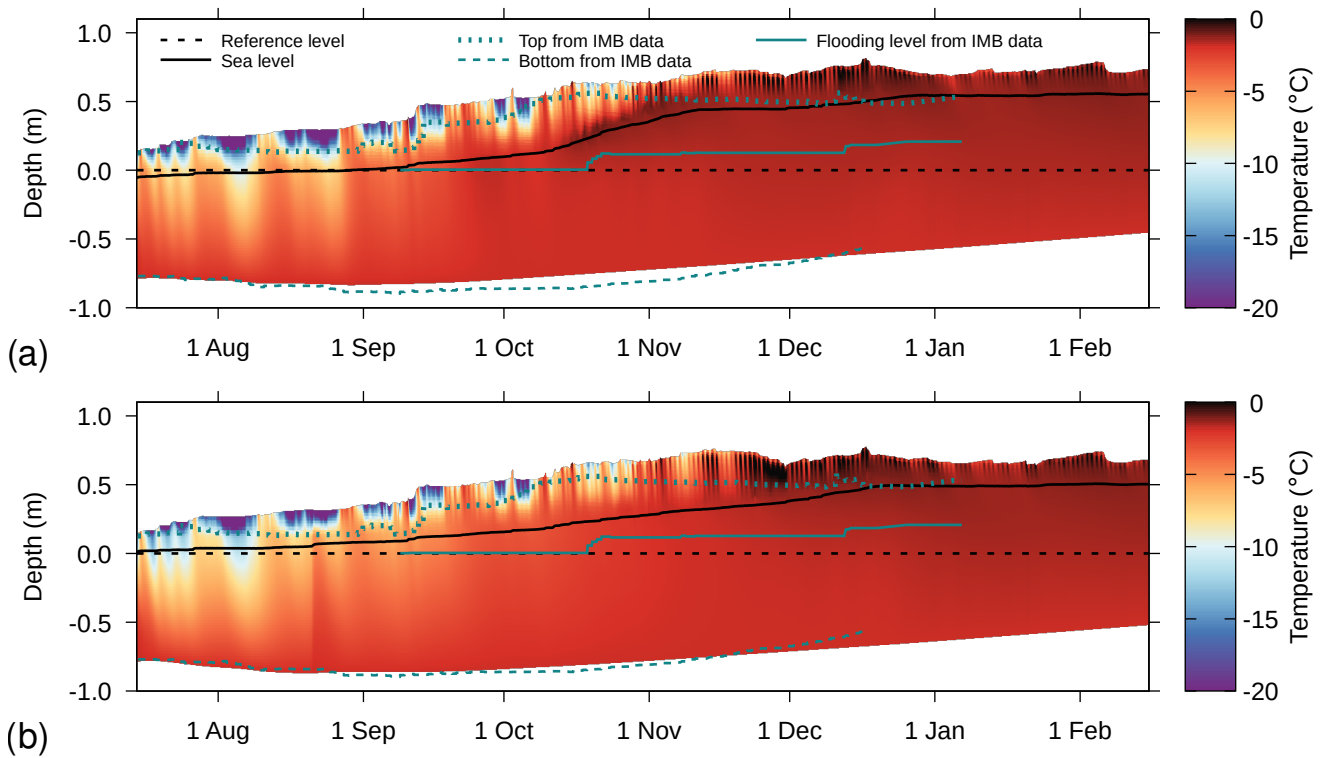 1.0
0.5
0.0
-0.5
-1.0
Depth (m)
Reference level
Sea level
Top from IMB data
Bottom from IMB data
Flooding level from IMB data
0
-5
-10
-15
-20
Temperature (°C)
(a)
1 Aug 1 Sep 1 Oct 1 Nov 1 Dec 1 Jan 1 Feb
1.0
0.5
0.0
-0.5
-1.0
Depth (m)
0
-5
-10
-15
-20
Temperature (°C)
(b)
1 Aug 1 Sep 1 Oct 1 Nov 1 Dec 1 Jan 1 Feb